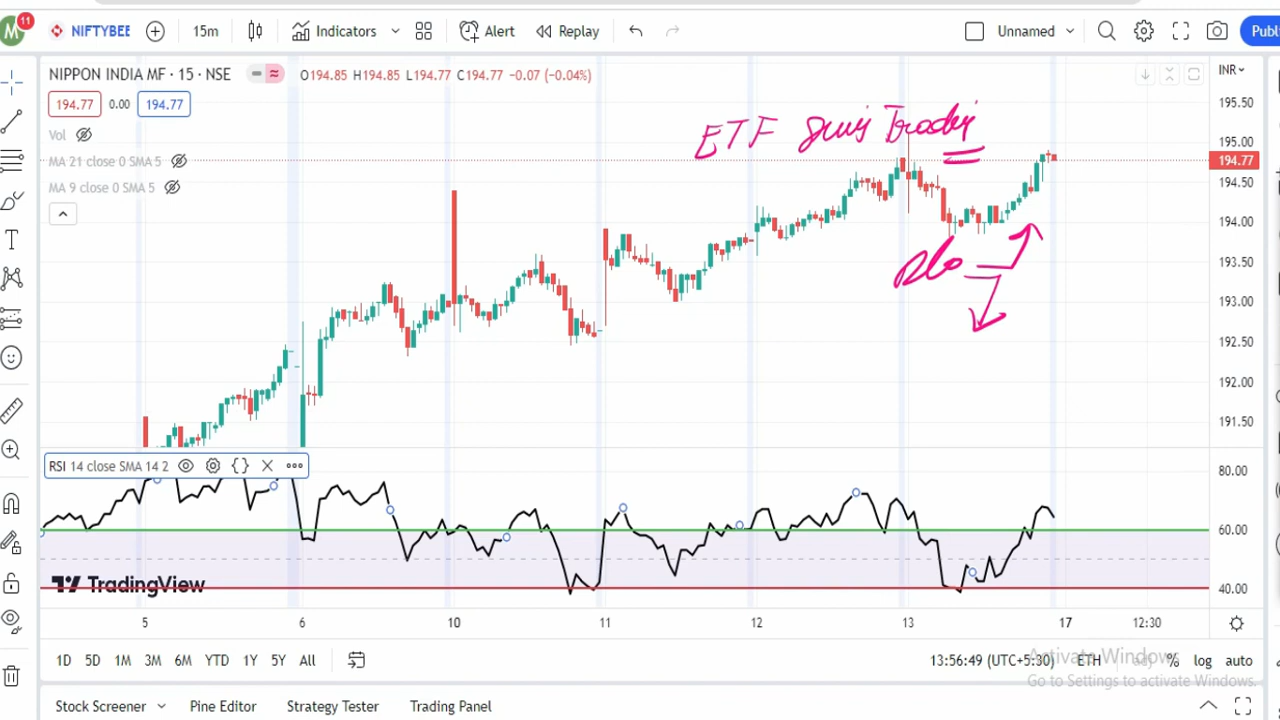 M 11 NIFTYBEE 15m Indicators Alert Replay Unnamed Publ
NIPPON INDIA MF · 15 · NSE O194.85 H194.85 L194.77 C194.77 -0.07 (-0.04%) INR
194.77 0.00 194.77
Vol
MA 21 close 0 SMA 5
MA 9 close 0 SMA 5
ETF Trading
195.50
195.00
194.77
194.50
194.00
193.50
193.00
192.50
192.00
191.50
RSI 14 close SMA 14 2
80.00
60.00
40.00
TradingView
5 6 10 11 12 13 17 12:30
1D 5D 1M 3M 6M YTD 1Y 5Y All 13:56:49 (UTC+5:30) ETH % log auto
Activate Windows
Go to Settings to activate Windows.
Stock Screener Pine Editor Strategy Tester Trading Panel